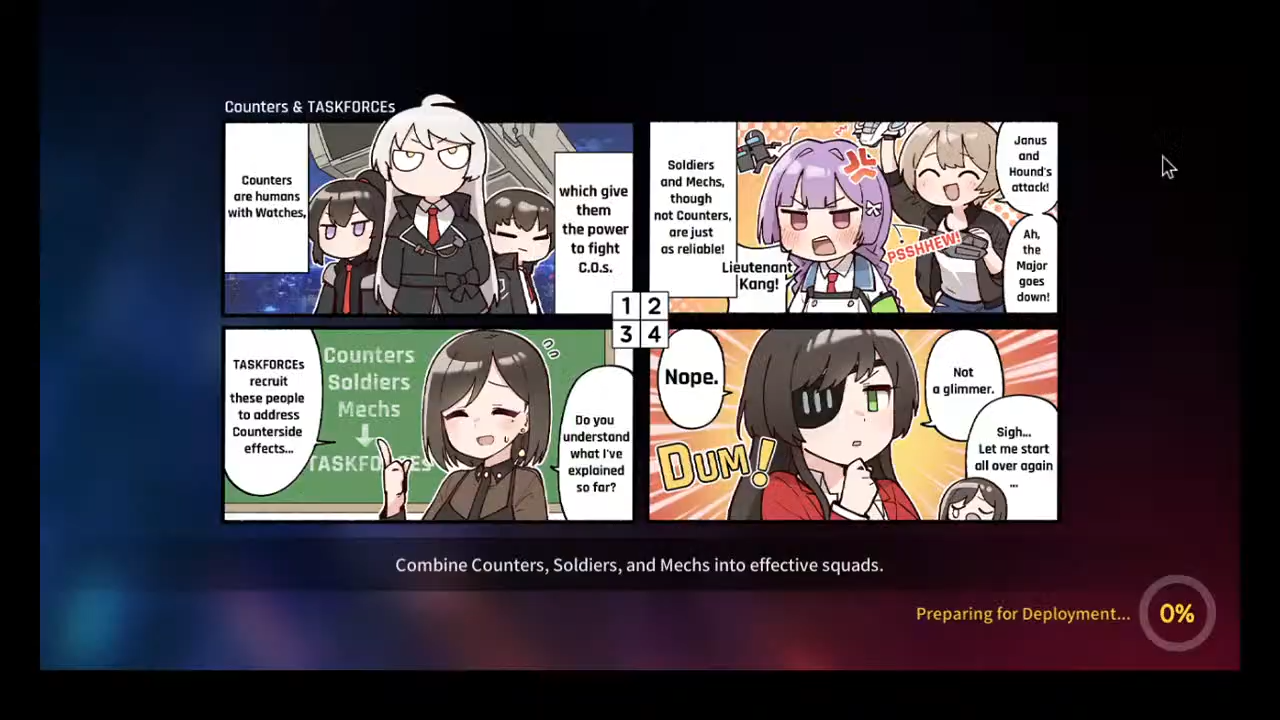 Counters & TASKFORCEs
Counters
are humans
with Watches,
which give
them
the power
to fight
C.O.s.
Soldiers
and Mechs,
though
not Counters,
are just
as reliable!
Lieutenant
Kang!
PSSHHEW!
Janus
and
Hound's
attack!
Ah,
the
Major
goes
down!
1 2
3 4
TASKFORCEs
recruit
these people
to address
Counterside
effects...
Counters
Soldiers
Mechs
TASKFORCEs
Do you
understand
what I've
explained
so far?
Nope.
DUM!
Not
a glimmer.
Sigh...
Let me start
all over again
...
Combine Counters, Soldiers, and Mechs into effective squads.
Preparing for Deployment...
0%